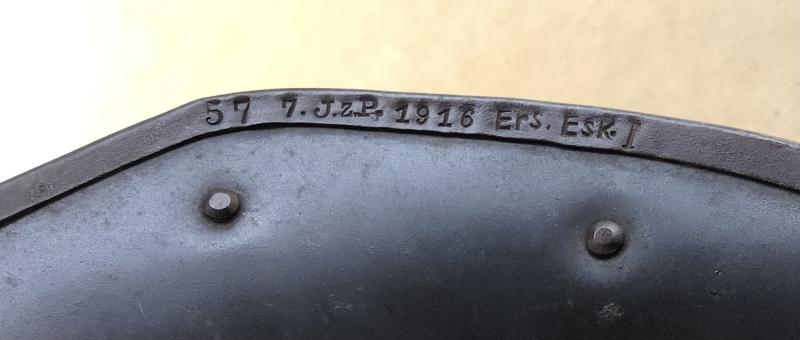 57 7. J.z.P. 1916 Ers. Esk. I